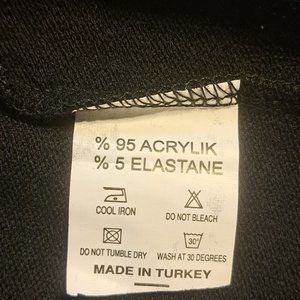 % 95 ACRYLIK
% 5 ELASTANE
COOL IRON
DO NOT BLEACH
30°
DO NOT TUMBLE DRY
WASH AT 30 DEGREES
MADE IN TURKEY